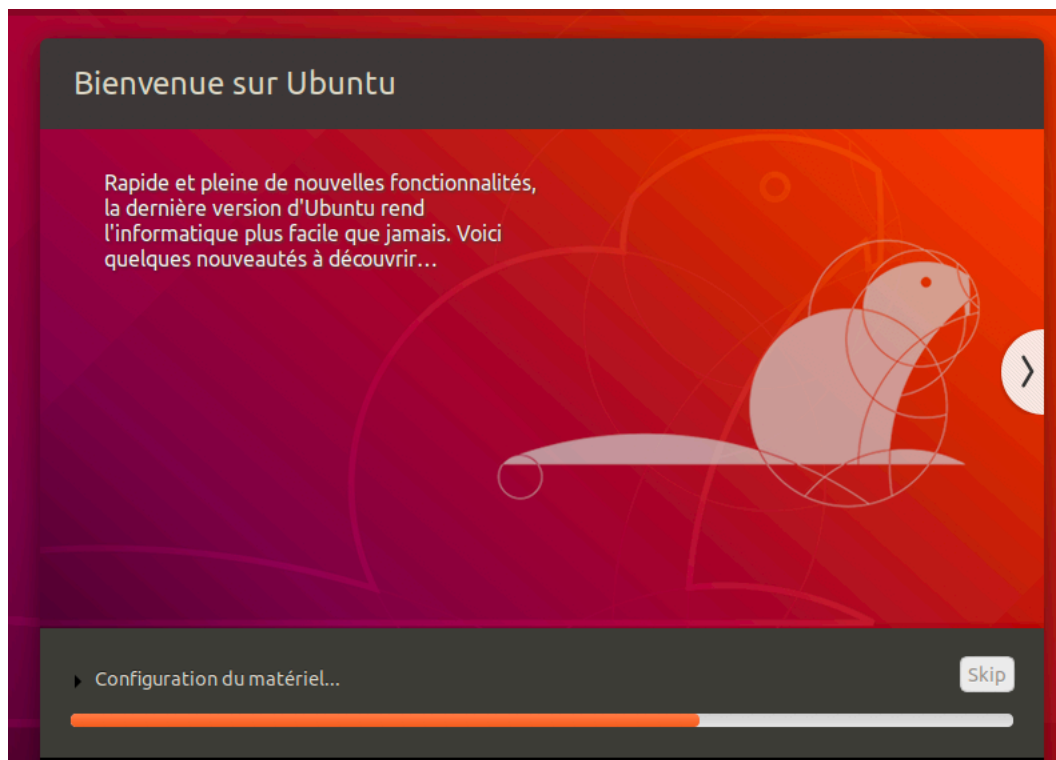 Bienvenue sur Ubuntu
Rapide et pleine de nouvelles fonctionnalités,
la dernière version d'Ubuntu rend
l'informatique plus facile que jamais. Voici
quelques nouveautés à découvrir…
Configuration du matériel...
Skip